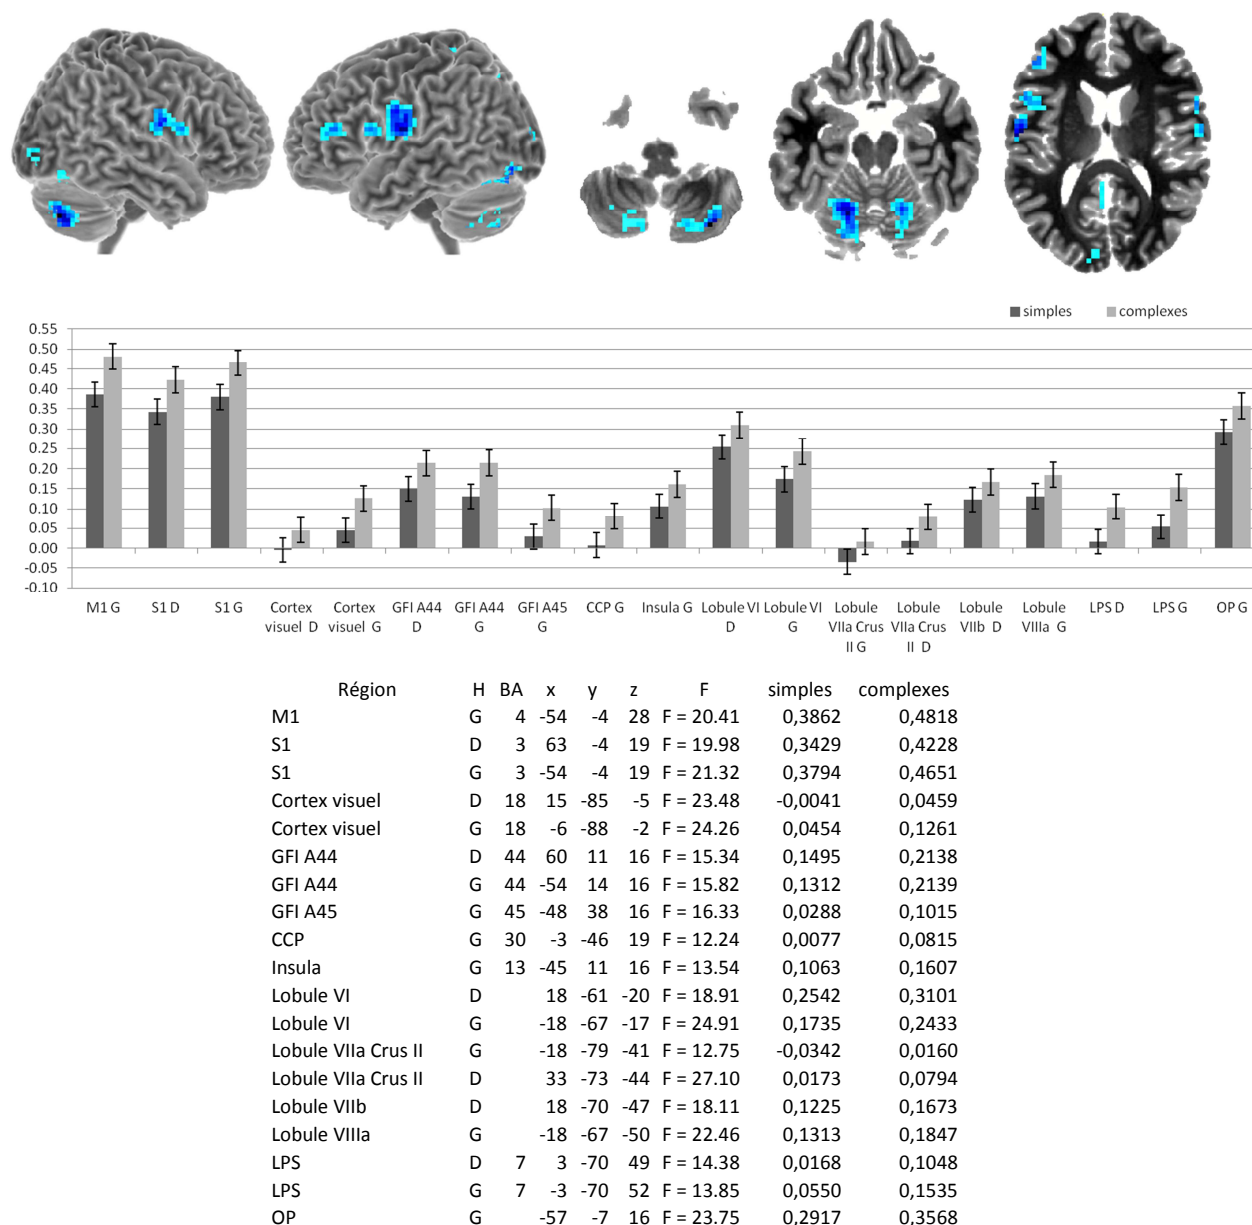 simples complexes
0.55
0.50
0.45
0.40
0.35
0.30
0.25
0.20
0.15
0.10
0.05
0.00
-0.05
-0.10
M1 G S1 D S1 G Cortex visuel D Cortex visuel G GFI A44 D GFI A44 G GFI A45 G CCP G Insula G Lobule VI D Lobule VI G Lobule VIIa Crus II G Lobule VIIa Crus II D Lobule VIIb D Lobule VIIIa G LPS D LPS G OP G
Région H BA x y z F simples complexes
M1 G 4 -54 -4 28 F = 20.41 0,3862 0,4818
S1 D 3 63 -4 19 F = 19.98 0,3429 0,4228
S1 G 3 -54 -4 19 F = 21.32 0,3794 0,4651
Cortex visuel D 18 15 -85 -5 F = 23.48 -0,0041 0,0459
Cortex visuel G 18 -6 -88 -2 F = 24.26 0,0454 0,1261
GFI A44 D 44 60 11 16 F = 15.34 0,1495 0,2138
GFI A44 G 44 -54 14 16 F = 15.82 0,1312 0,2139
GFI A45 G 45 -48 38 16 F = 16.33 0,0288 0,1015
CCP G 30 -3 -46 19 F = 12.24 0,0077 0,0815
Insula G 13 -45 11 16 F = 13.54 0,1063 0,1607
Lobule VI D 18 -61 -20 F = 18.91 0,2542 0,3101
Lobule VI G -18 -67 -17 F = 24.91 0,1735 0,2433
Lobule VIIa Crus II G -18 -79 -41 F = 12.75 -0,0342 0,0160
Lobule VIIa Crus II D 33 -73 -44 F = 27.10 0,0173 0,0794
Lobule VIIb D 18 -70 -47 F = 18.11 0,1225 0,1673
Lobule VIIIa G -18 -67 -50 F = 22.46 0,1313 0,1847
LPS D 7 3 -70 49 F = 14.38 0,0168 0,1048
LPS G 7 -3 -70 52 F = 13.85 0,0550 0,1535
OP G -57 -7 16 F = 23.75 0,2917 0,3568